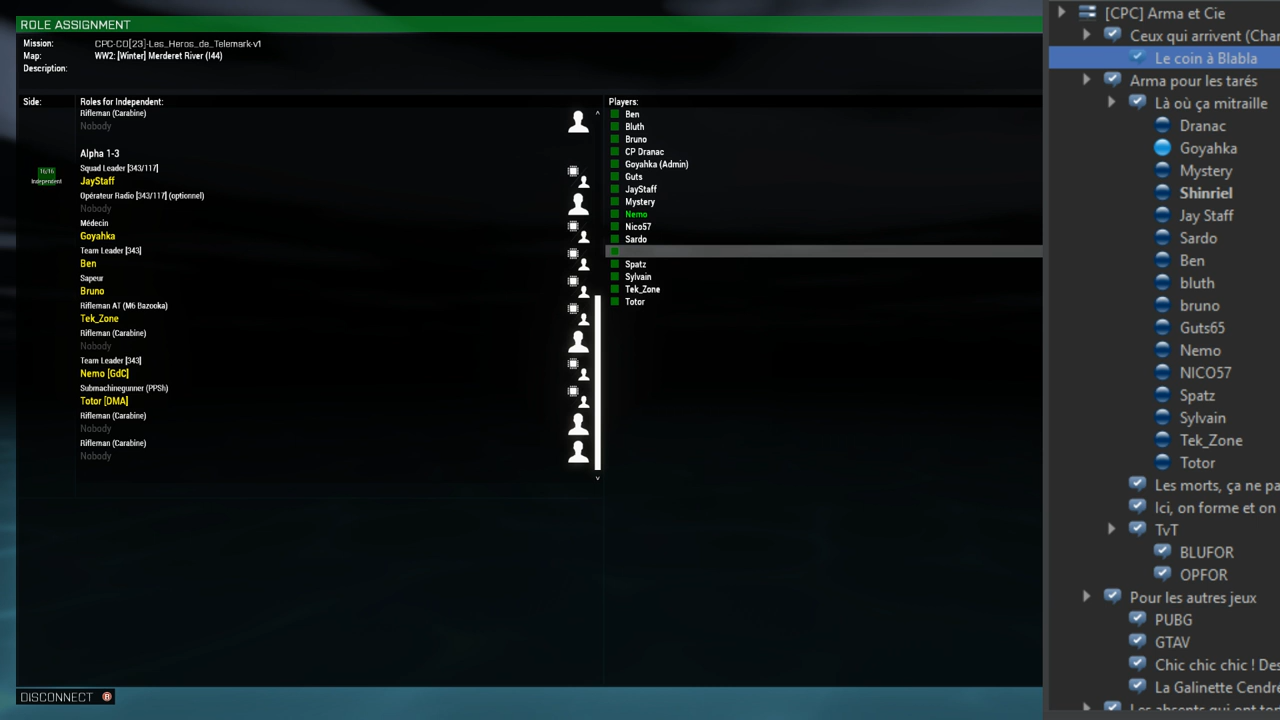 ROLE ASSIGNMENT
Mission: CPC-CO[23]-Les_Heros_de_Telemark-v1
Map: WW2: [Winter] Merderet River (I44)
Description:
Side:
16/16
Independent
Roles for Independent:
Rifleman (Carabine)
Nobody
Alpha 1-3
Squad Leader [343/117]
JayStaff
Opérateur Radio [343/117] (optionnel)
Nobody
Médecin
Goyahka
Team Leader [343]
Ben
Sapeur
Bruno
Rifleman AT (M6 Bazooka)
Tek_Zone
Rifleman (Carabine)
Nobody
Team Leader [343]
Nemo [GdC]
Submachinegunner (PPSh)
Totor [DMA]
Rifleman (Carabine)
Nobody
Rifleman (Carabine)
Nobody
Players:
Ben
Bluth
Bruno
CP Dranac
Goyahka (Admin)
Guts
JayStaff
Mystery
Nemo
Nico57
Sardo
Spatz
Sylvain
Tek_Zone
Totor
DISCONNECT
[CPC] Arma et Cie
Ceux qui arrivent (Char
Le coin à Blabla
Arma pour les tarés
Là où ça mitraille
Dranac
Goyahka
Mystery
Shinriel
Jay Staff
Sardo
Ben
bluth
bruno
Guts65
Nemo
NICO57
Spatz
Sylvain
Tek_Zone
Totor
Les morts, ça ne pa
Ici, on forme et on
TvT
BLUFOR
OPFOR
Pour les autres jeux
PUBG
GTAV
Chic chic chic ! Des
La Galinette Cendré
Les absents qui ont